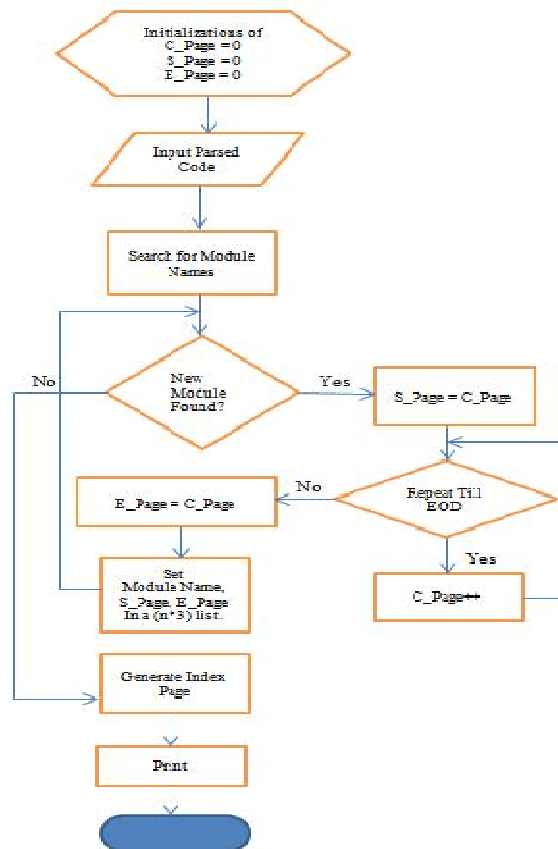 Initializations of
C_Page = 0
S_Page = 0
E_Page = 0
Input Parsed
Code
Search for Module
Names
New
Module
Found?
No
Yes
S_Page = C_Page
Repeat Till
EOD
No
Yes
E_Page = C_Page
C_Page++
Set
Module Name,
S_Page, E_Page
In a (n*3) list.
Generate Index
Page
Print